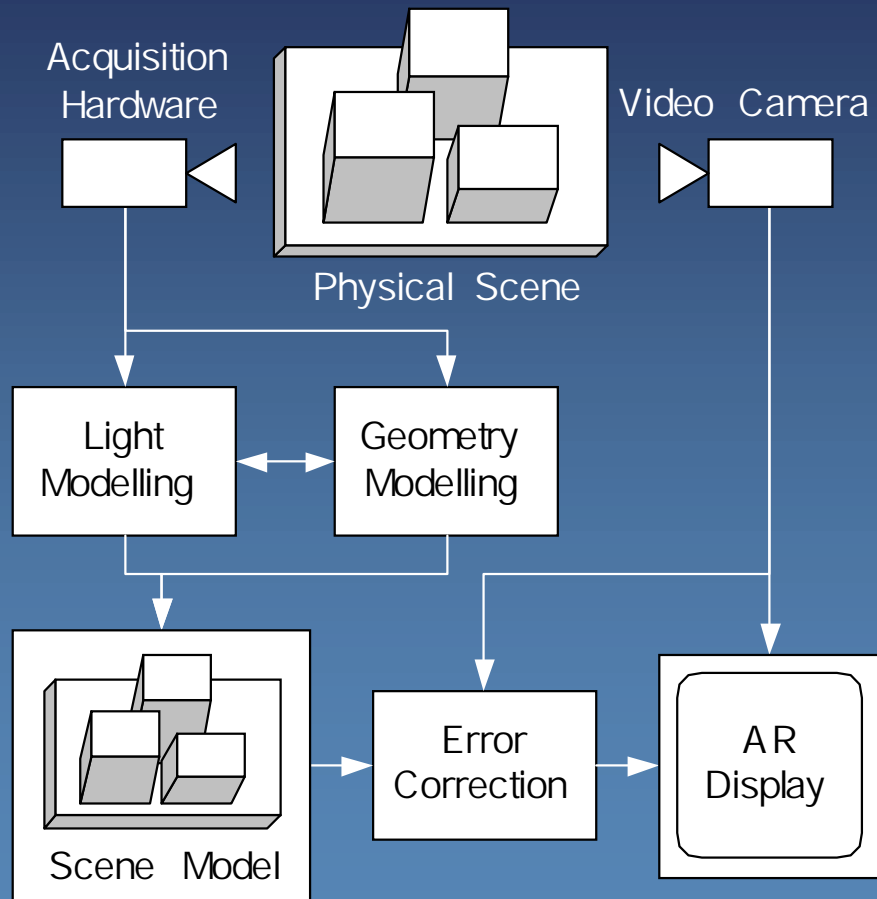 Acquisition
Hardware
Video Camera
Physical Scene
Light
Modelling
Geometry
Modelling
Error
Correction
AR
Display
Scene Model